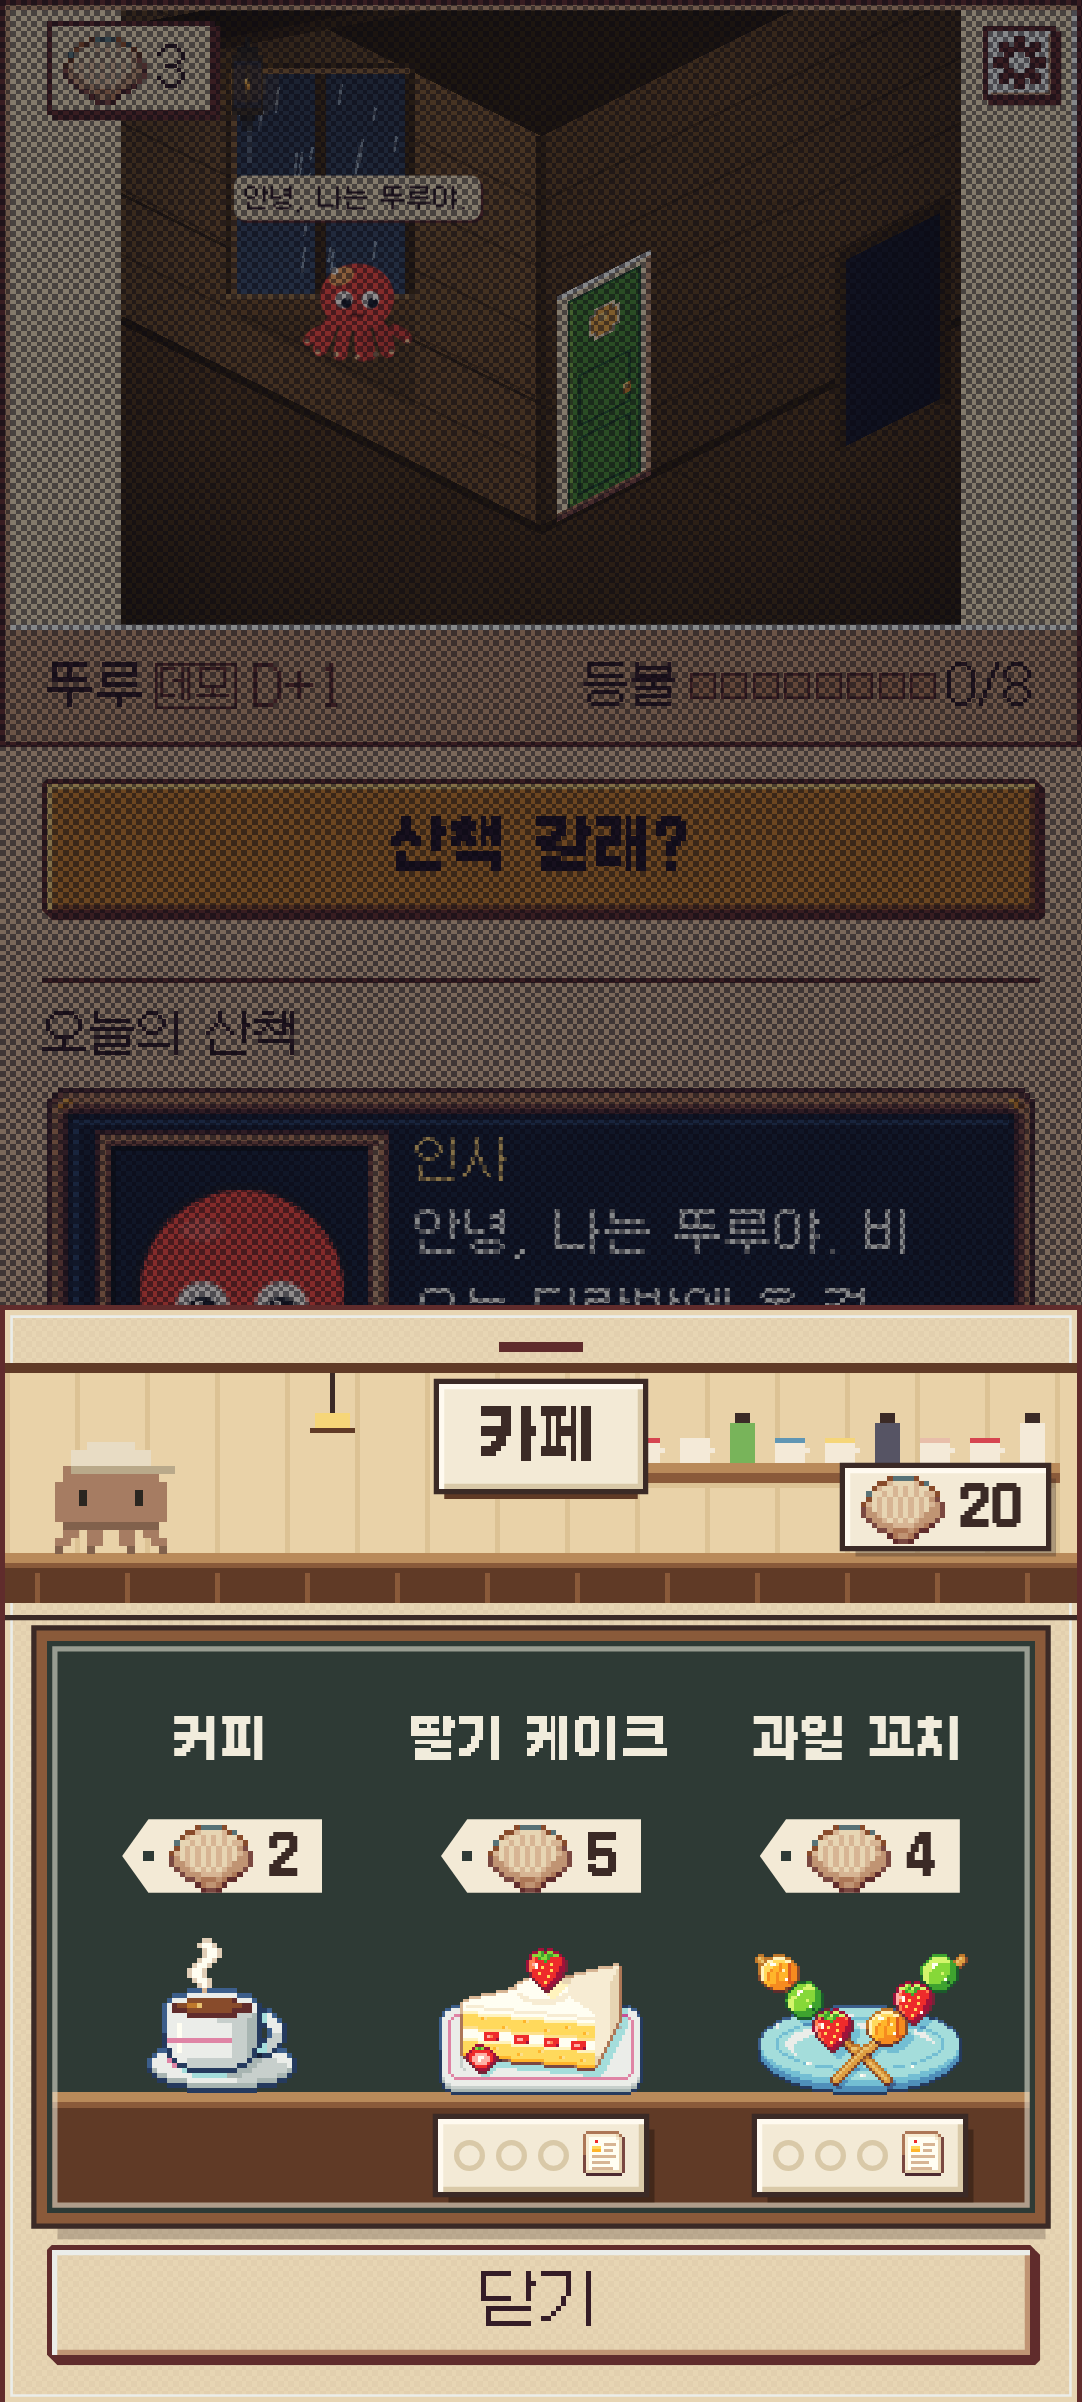 3
안녕, 나는 뚜루야.
뚜루 데모 D+1
등불 0/8
산책 갈래?
오늘의 산책
인사
안녕, 나는 뚜루야. 비
카페
20
커피
딸기 케이크
과일 꼬치
2
5
4
닫기